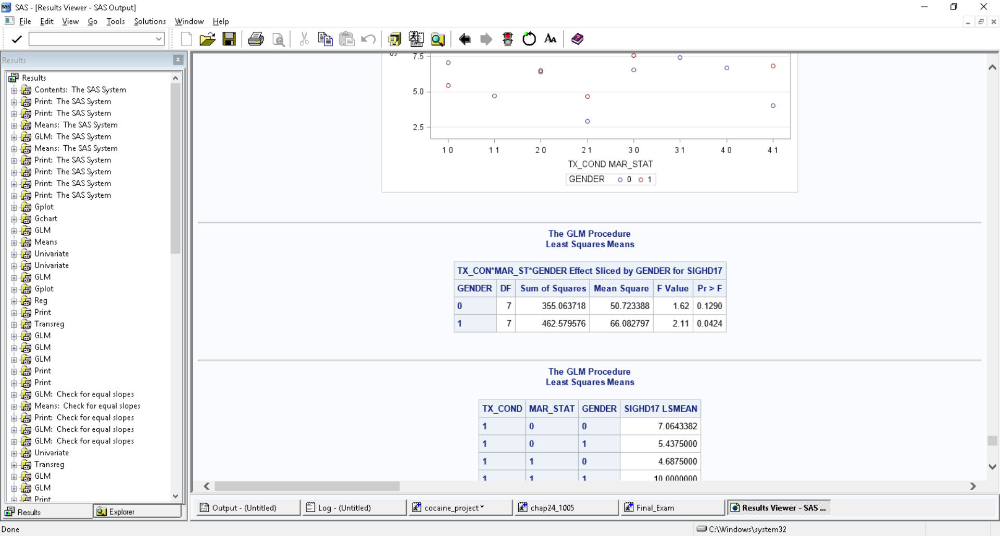 SAS - [Results Viewer - SAS Output]
File Edit View Go Tools Solutions Window Help
Results
Results
Contents: The SAS System
Print: The SAS System
Print: The SAS System
Means: The SAS System
GLM: The SAS System
Means: The SAS System
Print: The SAS System
Print: The SAS System
Print: The SAS System
Print: The SAS System
Gplot
Gchart
GLM
Means
Univariate
Univariate
GLM
Gplot
Reg
Print
Transreg
GLM
GLM
GLM
Print
Print
GLM: Check for equal slopes
Means: Check for equal slopes
Print: Check for equal slopes
GLM: Check for equal slopes
GLM: Check for equal slopes
Univariate
Transreg
GLM
GLM
Print
Results Explorer
7.5
5.0
2.5
1 0 1 1 2 0 2 1 3 0 3 1 4 0 4 1
TX_COND MAR_STAT
GENDER 0 1
The GLM Procedure
Least Squares Means
TX_CON*MAR_ST*GENDER Effect Sliced by GENDER for SIGHD17
GENDER DF Sum of Squares Mean Square F Value Pr > F
0 7 355.063718 50.723388 1.62 0.1290
1 7 462.579576 66.082797 2.11 0.0424
The GLM Procedure
Least Squares Means
TX_COND MAR_STAT GENDER SIGHD17 LSMEAN
1 0 0 7.0643382
1 0 1 5.4375000
1 1 0 4.6875000
1 1 1 10.0000000
Output - (Untitled) Log - (Untitled) cocaine_project * chap24_1005 Final_Exam Results Viewer - SAS ...
Done C:\Windows\system32